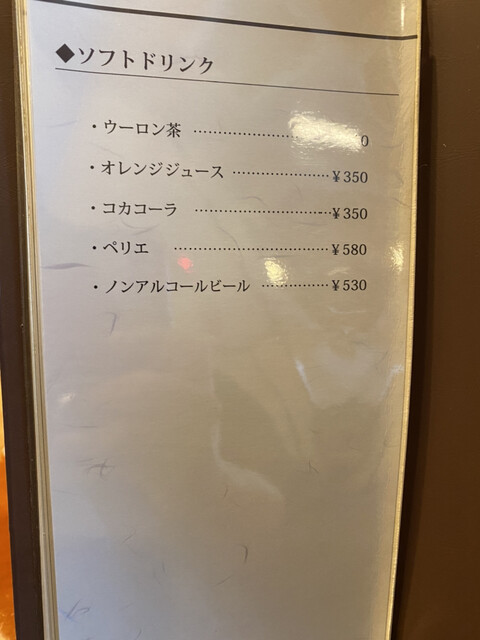 ◆ソフトドリンク
・ウーロン茶
・オレンジジュース …………………¥350
・コカコーラ …………………¥350
・ペリエ …………………¥580
・ノンアルコールビール ……………¥530